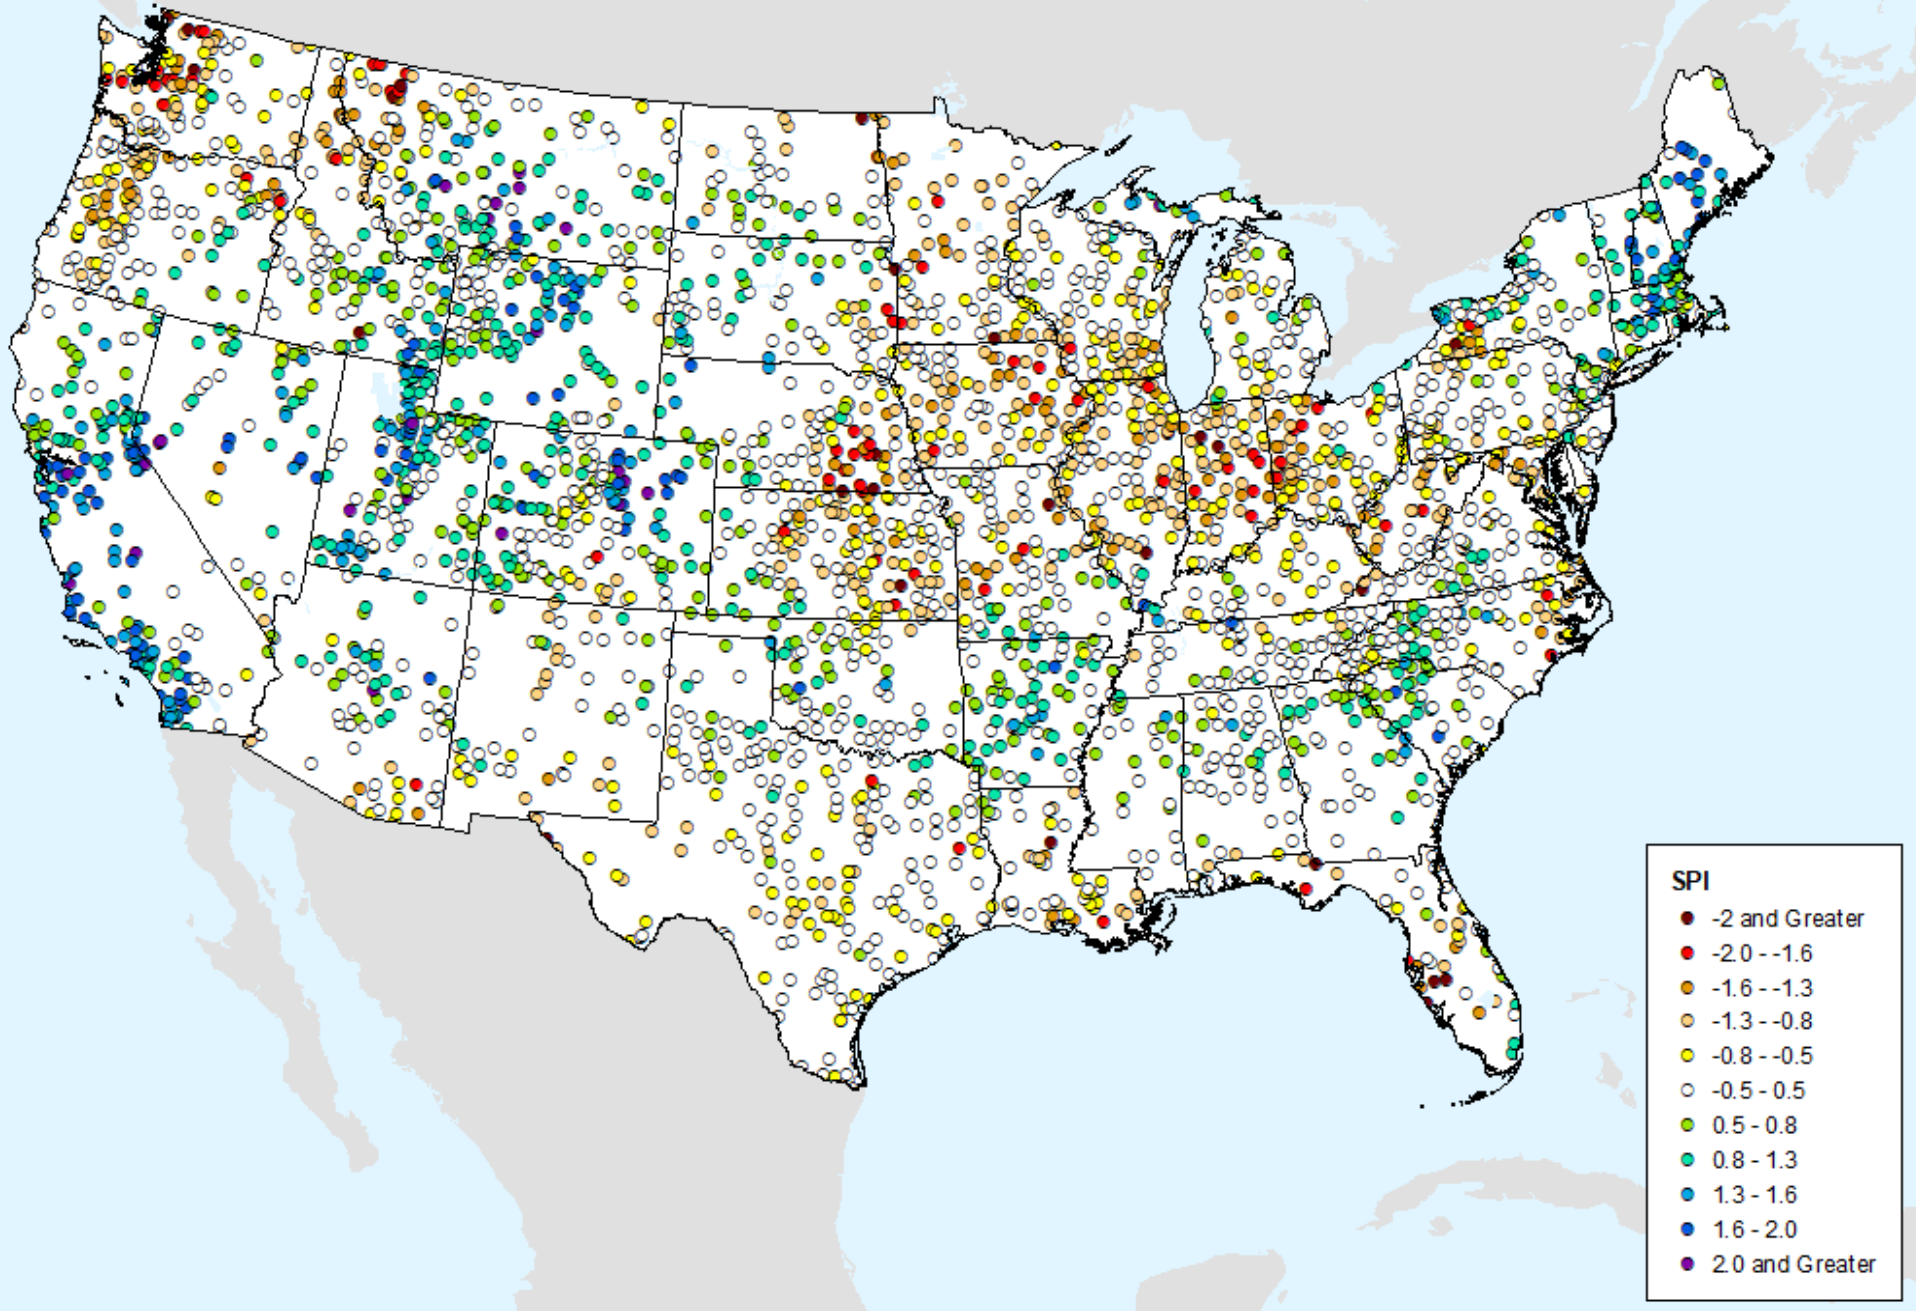 SPI
-2 and Greater
-2.0 - -1.6
-1.6 - -1.3
-1.3 - -0.8
-0.8 - -0.5
-0.5 - 0.5
0.5 - 0.8
0.8 - 1.3
1.3 - 1.6
1.6 - 2.0
2.0 and Greater